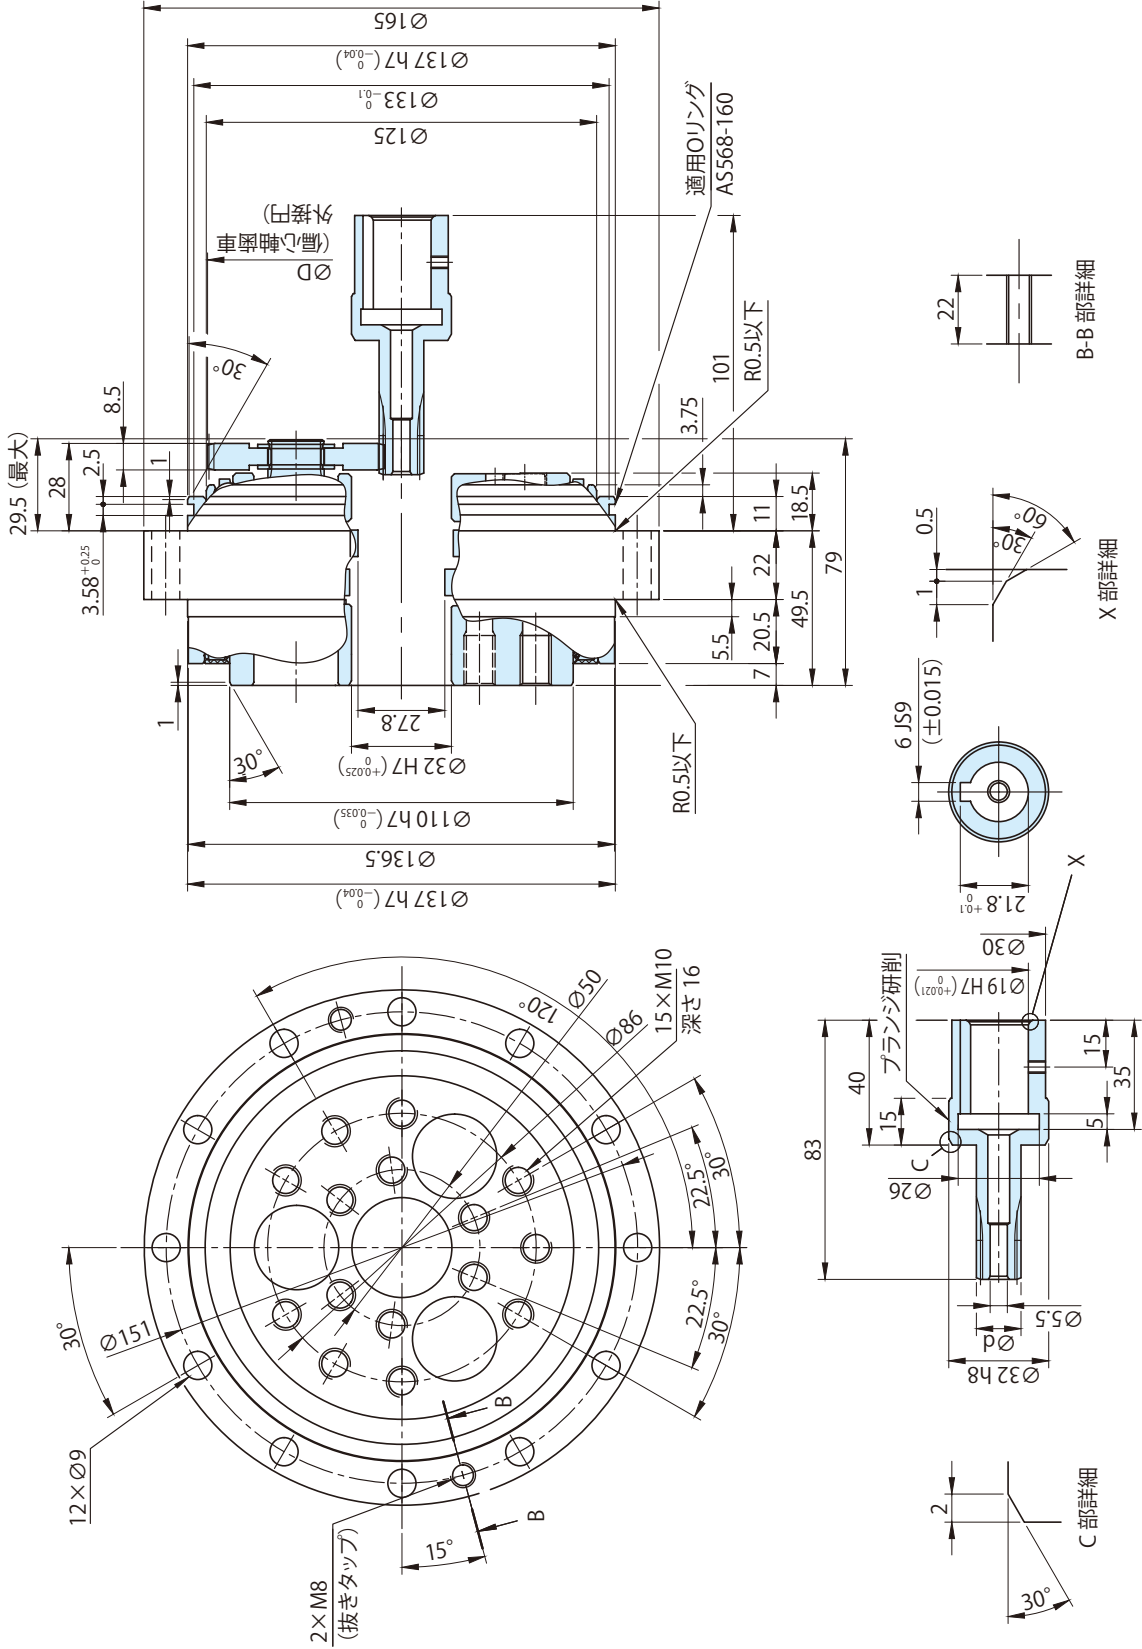 Ø165
Ø137 h7 (0/−0.04)
Ø133 0/−0.1
Ø125
ØD
(偏心軸歯車
外接円)
適用Oリング
AS568-160
29.5 (最大)
28
8.5
2.5
1
3.58 +0.25/0
30°
101
R0.5以下
3.75
11
18.5
22
79
49.5
20.5
5.5
7
1
30°
27.8
Ø32 H7 (+0.025/0)
Ø110 h7 (0/−0.035)
Ø136.5
Ø137 h7 (0/−0.04)
R0.5以下
22
B-B 部詳細
0.5
1
30°
60°
X 部詳細
6 JS9
(±0.015)
21.8 +0.1/0
120°
Ø50
Ø86
15×M10
深さ 16
30°
22.5°
22.5°
30°
30°
Ø151
12×Ø9
B
B
15°
2×M8
(抜きタップ)
X
Ø30
Ø19 H7 (+0.021/0)
プランジ研削
83
40
15
C
Ø26
15
35
5
Ø5.5
Ød
Ø32 h8
2
30°
C 部詳細